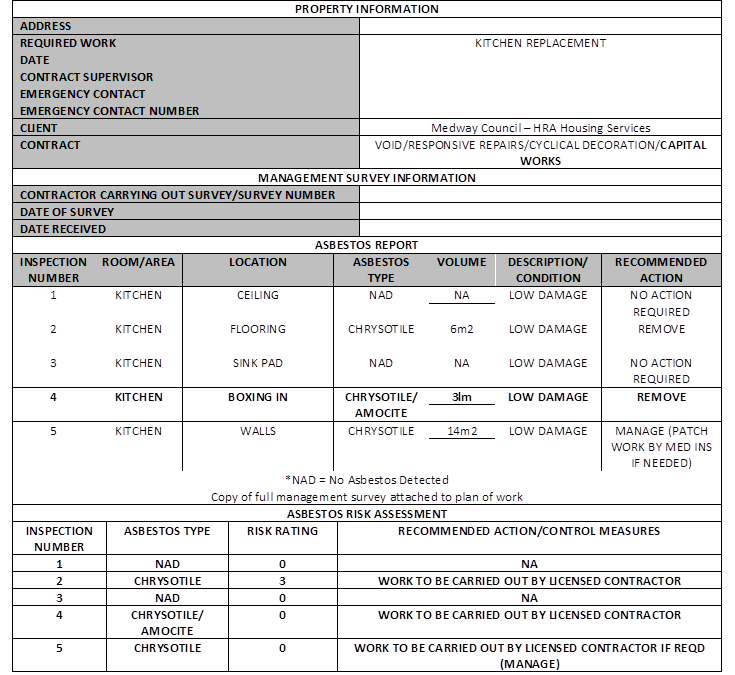 PROPERTY INFORMATION
ADDRESS
REQUIRED WORK KITCHEN REPLACEMENT
DATE
CONTRACT SUPERVISOR
EMERGENCY CONTACT
EMERGENCY CONTACT NUMBER
CLIENT Medway Council – HRA Housing Services
CONTRACT VOID/RESPONSIVE REPAIRS/CYCLICAL DECORATION/CAPITAL
WORKS
MANAGEMENT SURVEY INFORMATION
CONTRACTOR CARRYING OUT SURVEY/SURVEY NUMBER
DATE OF SURVEY
DATE RECEIVED
ASBESTOS REPORT
INSPECTION ROOM/AREA LOCATION ASBESTOS VOLUME DESCRIPTION/ RECOMMENDED
NUMBER TYPE CONDITION ACTION
1 KITCHEN CEILING NAD NA LOW DAMAGE NO ACTION
REQUIRED
2 KITCHEN FLOORING CHRYSOTILE 6m2 LOW DAMAGE REMOVE
3 KITCHEN SINK PAD NAD NA LOW DAMAGE NO ACTION
REQUIRED
4 KITCHEN BOXING IN CHRYSOTILE/ 3lm LOW DAMAGE REMOVE
AMOCITE
5 KITCHEN WALLS CHRYSOTILE 14m2 LOW DAMAGE MANAGE (PATCH
WORK BY MED INS
IF NEEDED)
*NAD = No Asbestos Detected
Copy of full management survey attached to plan of work
ASBESTOS RISK ASSESSMENT
INSPECTION ASBESTOS TYPE RISK RATING RECOMMENDED ACTION/CONTROL MEASURES
NUMBER
1 NAD 0 NA
2 CHRYSOTILE 3 WORK TO BE CARRIED OUT BY LICENSED CONTRACTOR
3 NAD 0 NA
4 CHRYSOTILE/ 0 WORK TO BE CARRIED OUT BY LICENSED CONTRACTOR
AMOCITE
5 CHRYSOTILE 0 WORK TO BE CARRIED OUT BY LICENSED CONTRACTOR IF REQD
(MANAGE)